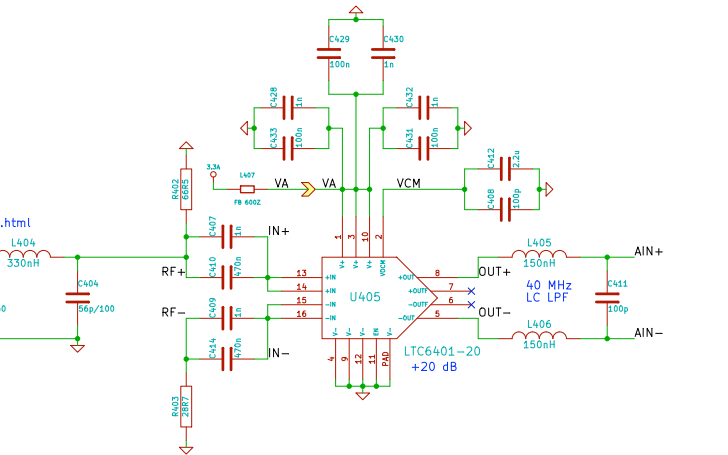 C429
C430
100n
1n
C428
1n
C433
100n
C432
1n
C431
100n
3.3A
L407
FB 600Z
VA
VA
VCM
C412
2.2u
C408
100p
R402
66R5
.html
L404
330nH
C407
1n
IN+
RF+
C410
470n
C404
56p/100
RF-
C409
1n
C414
470n
IN-
R403
28R7
1
3
10
2
V+
V+
V+
VOCM
13
+IN
14
+IN
15
-IN
16
-IN
U405
+OUT
8
+OUTF
7
-OUTF
6
-OUT
5
V-
V-
V-
EN
V-
4
9
12
11
PAD
LTC6401-20
+20 dB
OUT+
OUT-
L405
150nH
40 MHz
LC LPF
L406
150nH
AIN+
C411
100p
AIN-